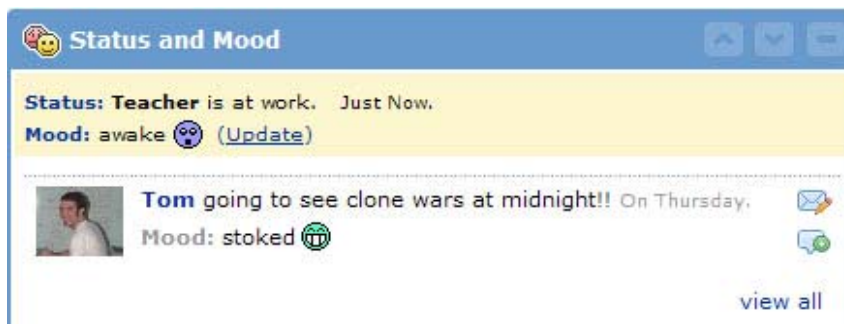 Status and Mood
Status: Teacher is at work. Just Now.
Mood: awake (Update)
Tom going to see clone wars at midnight!! On Thursday.
Mood: stoked
view all